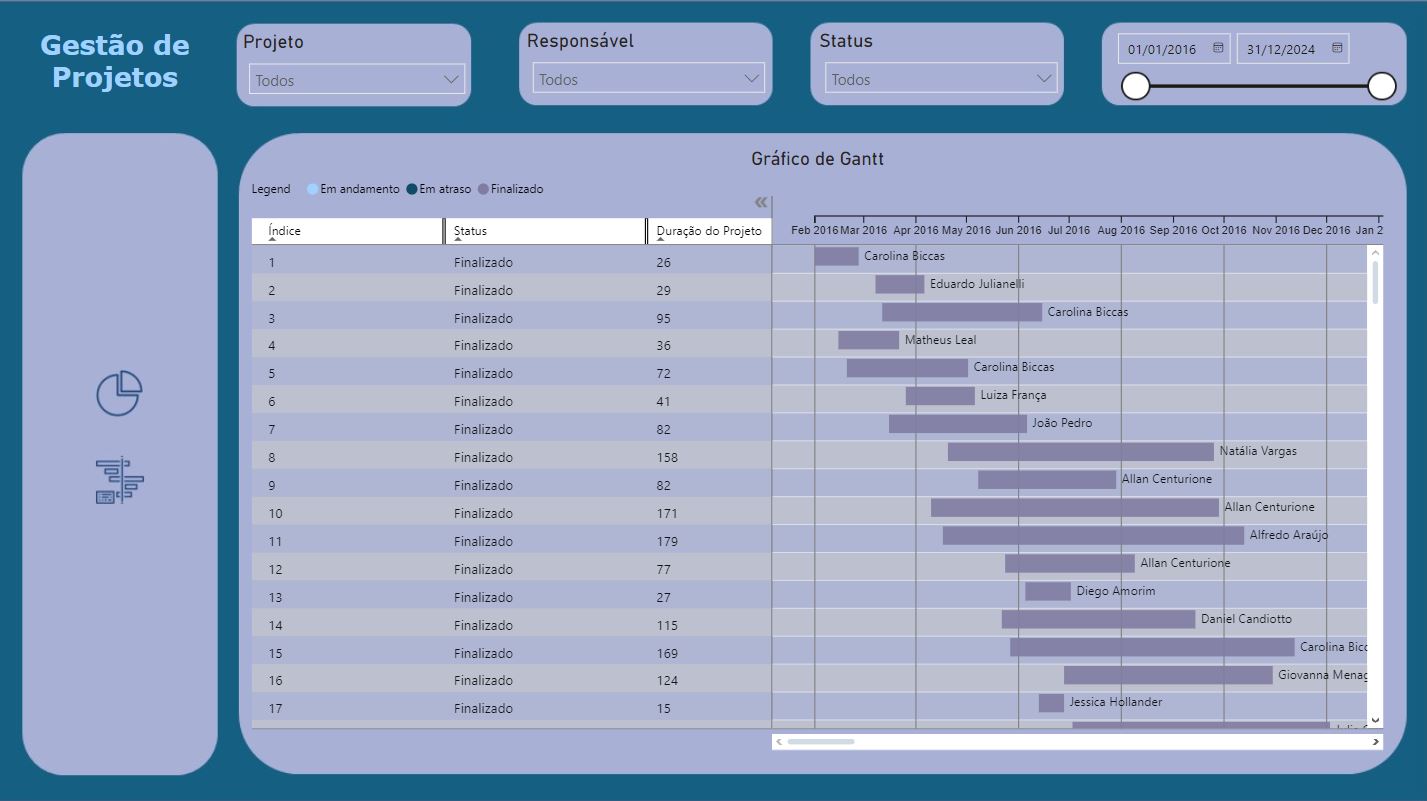 Gestão de
Projetos
Projeto
Todos
Responsável
Todos
Status
Todos
01/01/2016
31/12/2024
Gráfico de Gantt
Legend Em andamento Em atraso Finalizado
Índice Status Duração do Projeto
Feb 2016 Mar 2016 Apr 2016 May 2016 Jun 2016 Jul 2016 Aug 2016 Sep 2016 Oct 2016 Nov 2016 Dec 2016 Jan 2
1 Finalizado 26 Carolina Biccas
2 Finalizado 29 Eduardo Julianelli
3 Finalizado 95 Carolina Biccas
4 Finalizado 36 Matheus Leal
5 Finalizado 72 Carolina Biccas
6 Finalizado 41 Luiza França
7 Finalizado 82 João Pedro
8 Finalizado 158 Natália Vargas
9 Finalizado 82 Allan Centurione
10 Finalizado 171 Allan Centurione
11 Finalizado 179 Alfredo Araújo
12 Finalizado 77 Allan Centurione
13 Finalizado 27 Diego Amorim
14 Finalizado 115 Daniel Candiotto
15 Finalizado 169 Carolina Bicc
16 Finalizado 124 Giovanna Menag
17 Finalizado 15 Jessica Hollander